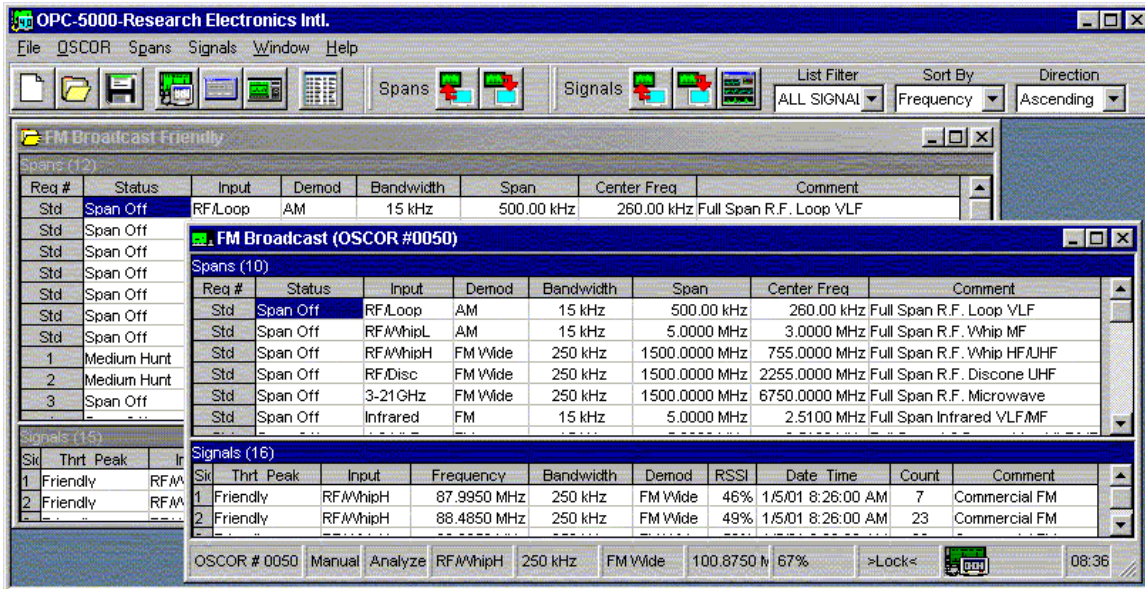 OPC-5000-Research Electronics Intl.
File OSCOR Spans Signals Window Help
Spans Signals List Filter Sort By Direction
ALL SIGNAL Frequency Ascending
FM Broadcast Friendly
Spans (12)
Req # Status Input Demod Bandwidth Span Center Freq Comment
Std Span Off RF/Loop AM 15 kHz 500.00 kHz 260.00 kHz Full Span R.F. Loop VLF
Std Span Off
Std Span Off
Std Span Off
Std Span Off
Std Span Off
1 Medium Hunt
2 Medium Hunt
3 Span Off
Signals (15)
Sig Thrt Peak
1 Friendly RF/W
2 Friendly RF/W
FM Broadcast (OSCOR #0050)
Spans (10)
Req # Status Input Demod Bandwidth Span Center Freq Comment
Std Span Off RF/Loop AM 15 kHz 500.00 kHz 260.00 kHz Full Span R.F. Loop VLF
Std Span Off RF/WhipL AM 15 kHz 5.0000 MHz 3.0000 MHz Full Span R.F. Whip MF
Std Span Off RF/WhipH FM Wide 250 kHz 1500.0000 MHz 755.0000 MHz Full Span R.F. Whip HF/UHF
Std Span Off RF/Disc FM Wide 250 kHz 1500.0000 MHz 2255.0000 MHz Full Span R.F. Discone UHF
Std Span Off 3-21GHz FM Wide 250 kHz 1500.0000 MHz 6750.0000 MHz Full Span R.F. Microwave
Std Span Off Infrared FM 15 kHz 5.0000 MHz 2.5100 MHz Full Span Infrared VLF/MF
Signals (16)
Sig Thrt Peak Input Frequency Bandwidth Demod RSSI Date Time Count Comment
1 Friendly RF/WhipH 87.9950 MHz 250 kHz FM Wide 46% 1/5/01 8:26:00 AM 7 Commercial FM
2 Friendly RF/WhipH 88.4850 MHz 250 kHz FM Wide 49% 1/5/01 8:26:00 AM 23 Commercial FM
OSCOR # 0050 Manual Analyze RF/WhipH 250 kHz FM Wide 100.8750 M 67% >Lock< 08:36